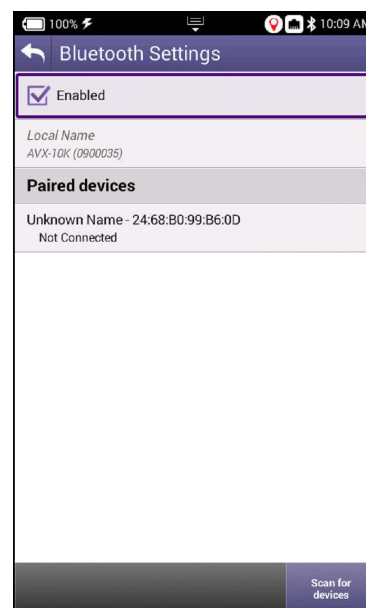 100% 10:09 AM
Bluetooth Settings
Enabled
Local Name
AVX-10K (0900035)
Paired devices
Unknown Name - 24:68:B0:99:B6:0D
Not Connected
Scan for
devices